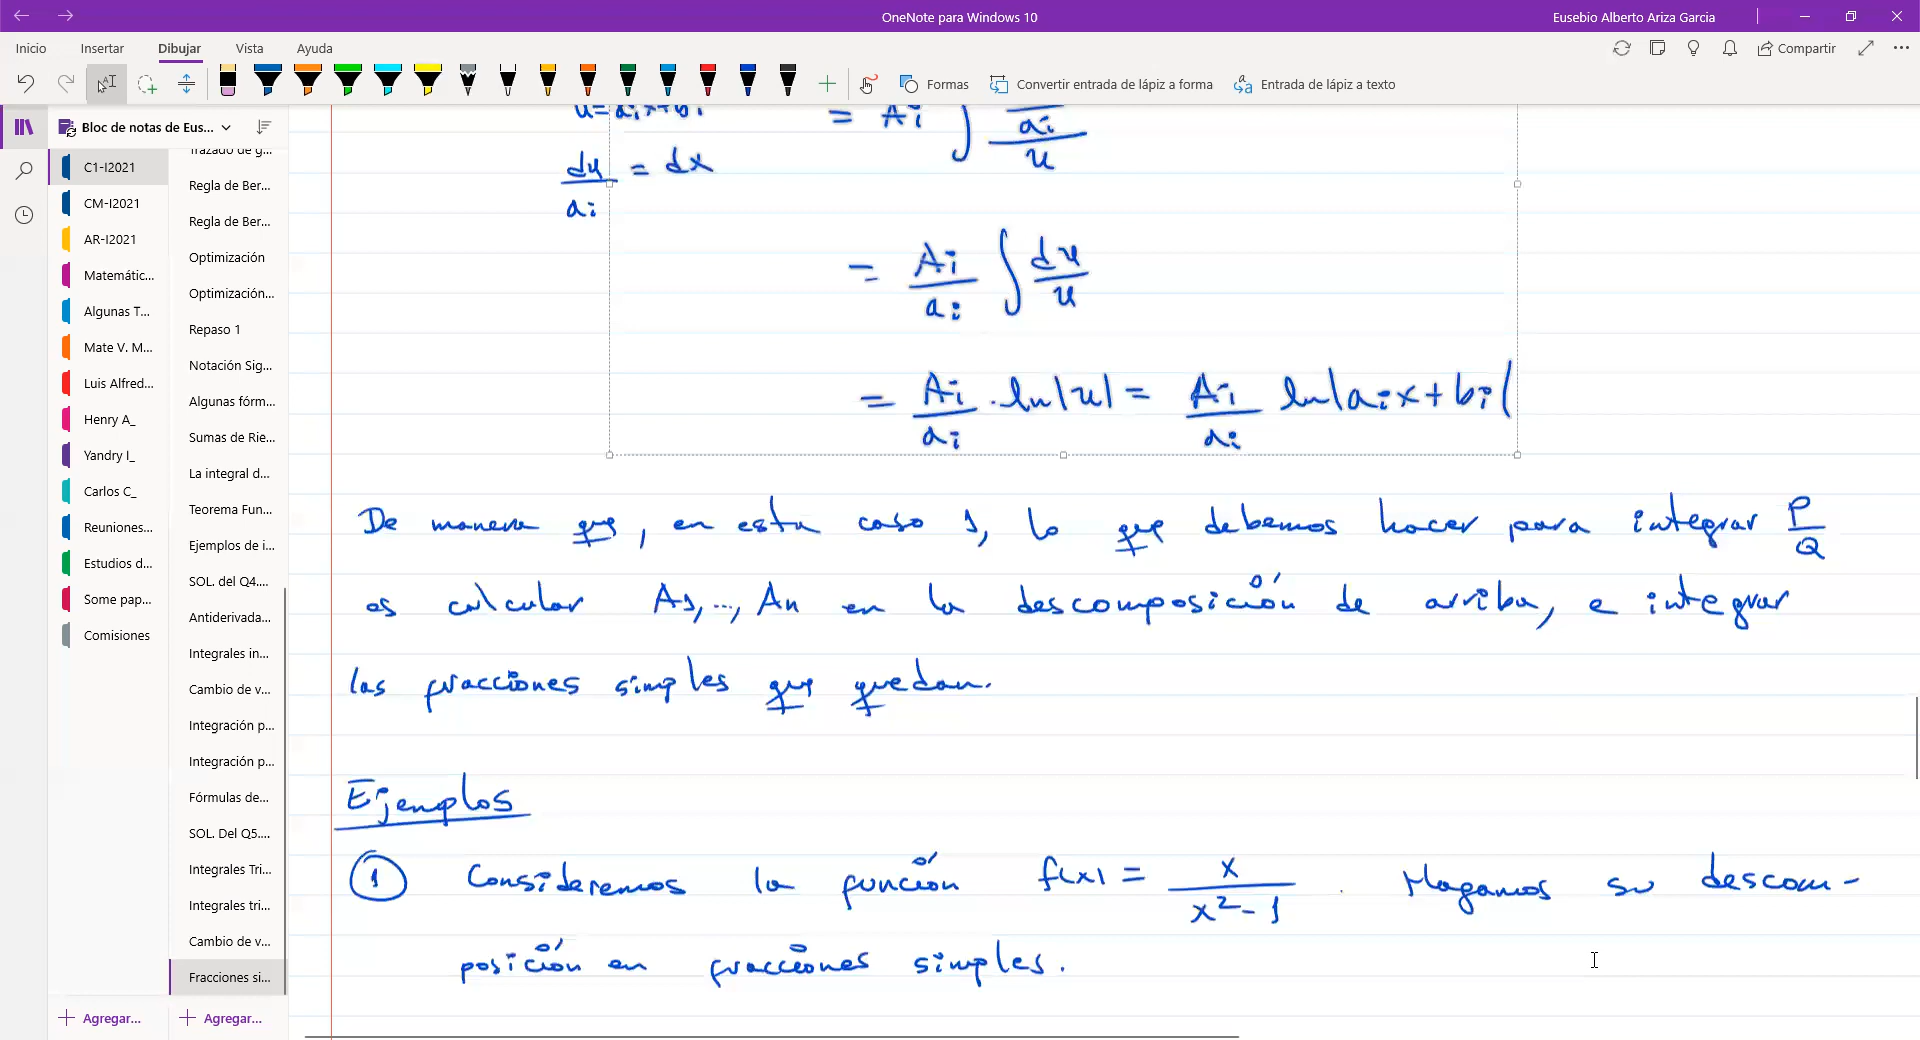 OneNote para Windows 10
Eusebio Alberto Ariza Garcia
Inicio Insertar Dibujar Vista Ayuda
Compartir
Formas Convertir entrada de lápiz a forma Entrada de lápiz a texto
Bloc de notas de Eus...
C1-I2021
CM-I2021
AR-I2021
Matemátic...
Algunas T...
Mate V. M...
Luis Alfred...
Henry A_
Yandry I_
Carlos C_
Reuniones...
Estudios d...
Some pap...
Comisiones
Agregar...
Trazado de g...
Regla de Ber...
Regla de Ber...
Optimización
Optimización...
Repaso 1
Notación Sig...
Algunas fórm...
Sumas de Rie...
La integral d...
Teorema Fun...
Ejemplos de i...
SOL. del Q4....
Antiderivada...
Integrales in...
Cambio de v...
Integración p...
Integración p...
Fórmulas de...
SOL. Del Q5....
Integrales Tri...
Integrales tri...
Cambio de v...
Fracciones si...
Agregar...
u=aix+bi = Ai ∫ ai/u
du/ai = dx
= Ai/ai ∫ du/u
= Ai/ai · ln|u| = Ai/ai ln|aix+bi|
De manera que, en esta caso 1, lo que debemos hacer para integrar P/Q
es calcular A1,..., An en la descomposición de arriba, e integrar
las fracciones simples que quedan.
Ejemplos
1 Consideremos la función f(x) = x/x²-1. Hagamos su descom-
posición en fracciones simples.